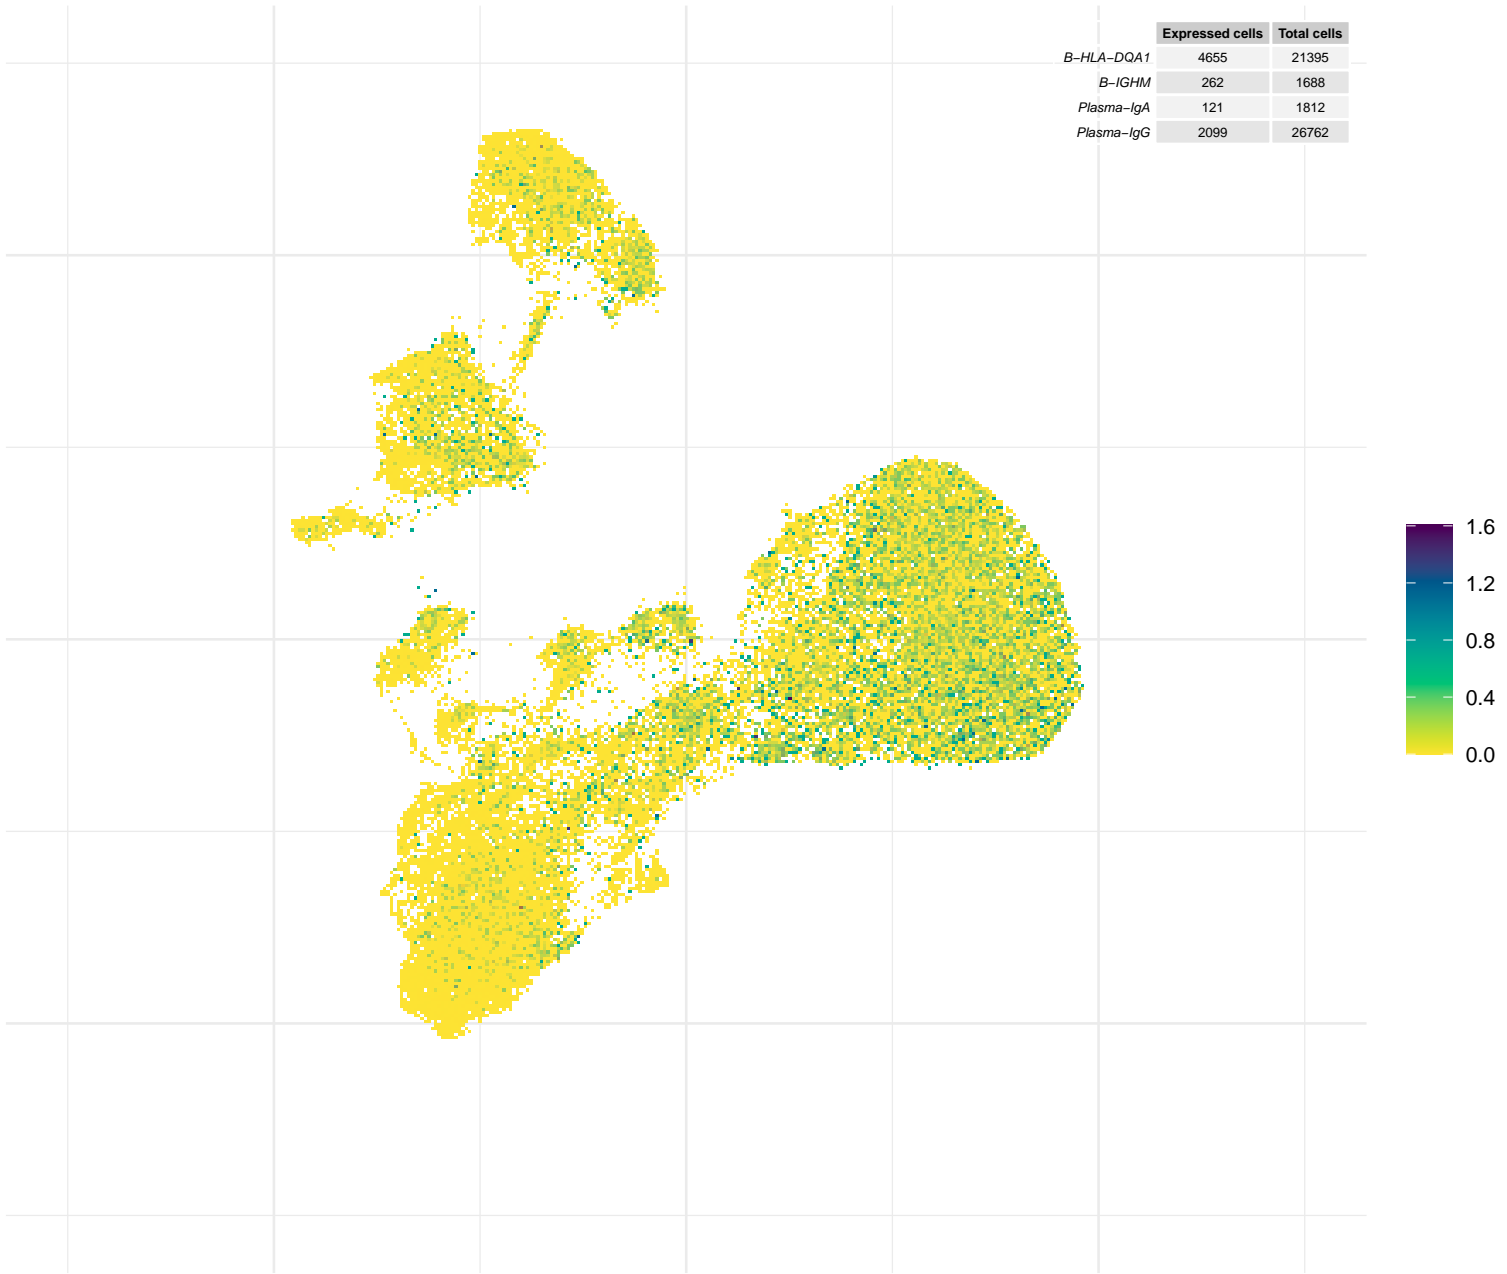 Expressed cells Total cells
B−HLA−DQA1 4655 21395
B−IGHM 262 1688
Plasma−IgA 121 1812
Plasma−IgG 2099 26762
1.6
1.2
0.8
0.4
0.0